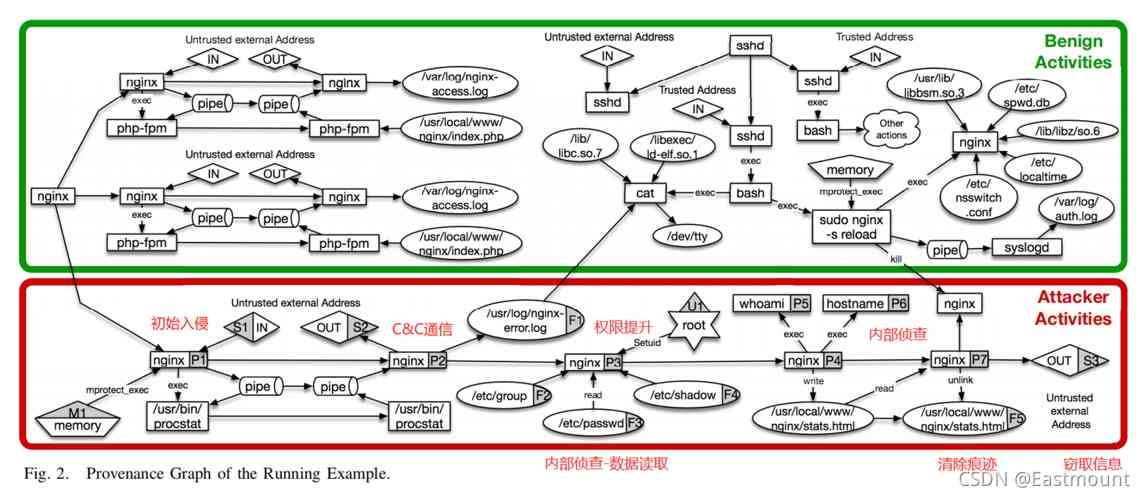 Benign
Activities
Untrusted external Address
IN
OUT
nginx
nginx
/var/log/nginx-
access.log
exec
pipe
pipe
php-fpm
php-fpm
/usr/local/www/
nginx/index.php
Untrusted external Address
IN
OUT
nginx
nginx
nginx
/var/log/nginx-
access.log
exec
pipe
pipe
php-fpm
php-fpm
/usr/local/www/
nginx/index.php
Untrusted external Address
IN
sshd
sshd
Trusted Address
IN
sshd
exec
bash
Other
actions
Trusted Address
IN
sshd
exec
/lib/
libc.so.7
/libexec/
ld-elf.so.1
cat
exec
bash
exec
/dev/tty
memory
mprotect_exec
sudo nginx
-s reload
exec
/usr/lib/
libbsm.so.3
/etc/
spwd.db
nginx
/lib/libz/so.6
/etc/
localtime
/etc/
nsswitch
.conf
/var/log/
auth.log
pipe
syslogd
kill
Attacker
Activities
初始入侵
Untrusted external Address
S1
IN
OUT
S2
C&C通信
/usr/log/nginx-
error.log
F1
权限提升
U1
root
Setuid
whoami
P5
hostname
P6
exec
exec
内部侦查
nginx
nginx
P1
nginx
P2
nginx
P3
nginx
P4
nginx
P7
OUT
S3
mprotect_exec
exec
pipe
pipe
M1
memory
/usr/bin/
procstat
/usr/bin/
procstat
/etc/group
F2
read
/etc/passwd
F3
/etc/shadow
F4
write
read
unlink
/usr/local/www/
nginx/stats.html
/usr/local/www/
nginx/stats.html
F5
Untrusted
external
Address
内部侦查-数据读取
清除痕迹
窃取信息
Fig. 2. Provenance Graph of the Running Example.
CSDN @Eastmount